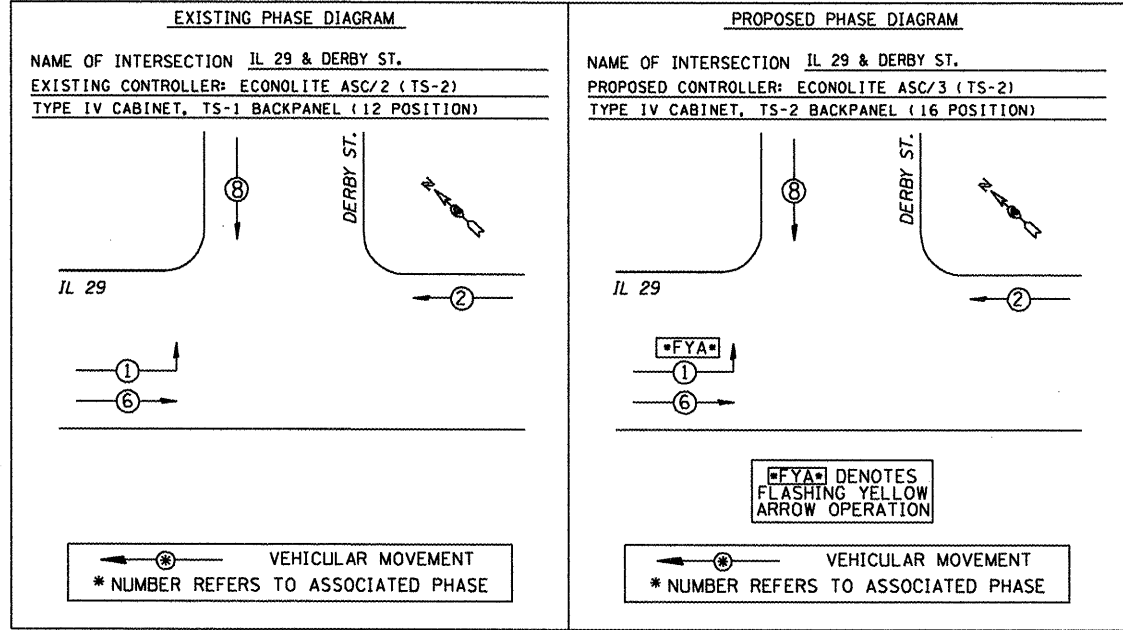 EXISTING PHASE DIAGRAM
NAME OF INTERSECTION IL 29 & DERBY ST.
EXISTING CONTROLLER: ECONOLITE ASC/2 (TS-2)
TYPE IV CABINET, TS-1 BACKPANEL (12 POSITION)
8
DERBY ST.
N
IL 29
2
1
6
* VEHICULAR MOVEMENT
* NUMBER REFERS TO ASSOCIATED PHASE
PROPOSED PHASE DIAGRAM
NAME OF INTERSECTION IL 29 & DERBY ST.
PROPOSED CONTROLLER: ECONOLITE ASC/3 (TS-2)
TYPE IV CABINET, TS-2 BACKPANEL (16 POSITION)
8
DERBY ST.
N
IL 29
2
*FYA*
1
6
*FYA* DENOTES
FLASHING YELLOW
ARROW OPERATION
* VEHICULAR MOVEMENT
* NUMBER REFERS TO ASSOCIATED PHASE